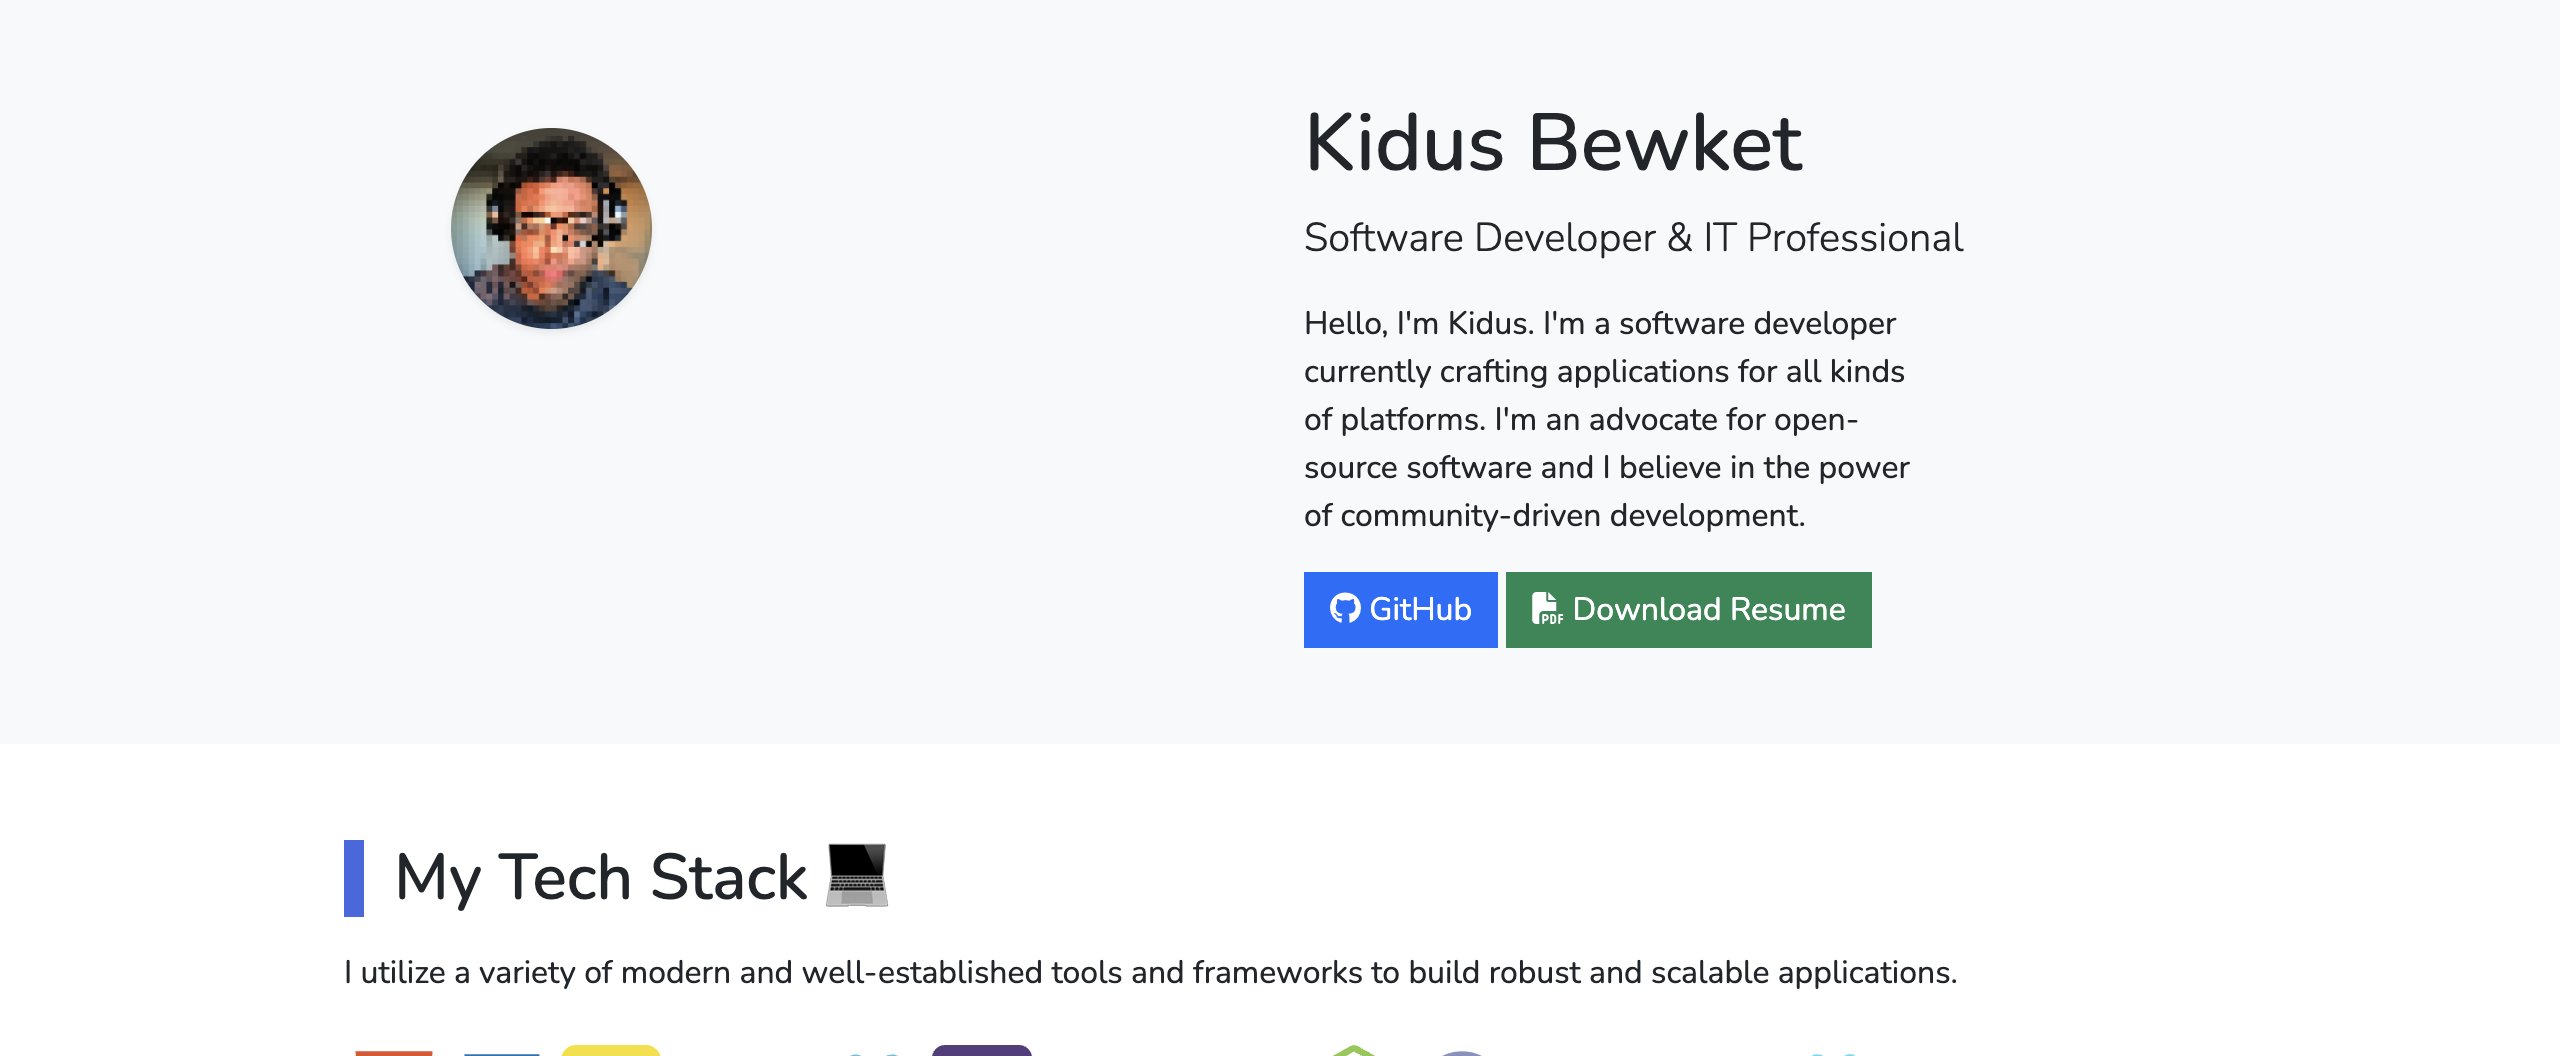 Kidus Bewket
Software Developer & IT Professional
Hello, I'm Kidus. I'm a software developer
currently crafting applications for all kinds
of platforms. I'm an advocate for open-
source software and I believe in the power
of community-driven development.
GitHub
PDF Download Resume
My Tech Stack 💻
I utilize a variety of modern and well-established tools and frameworks to build robust and scalable applications.